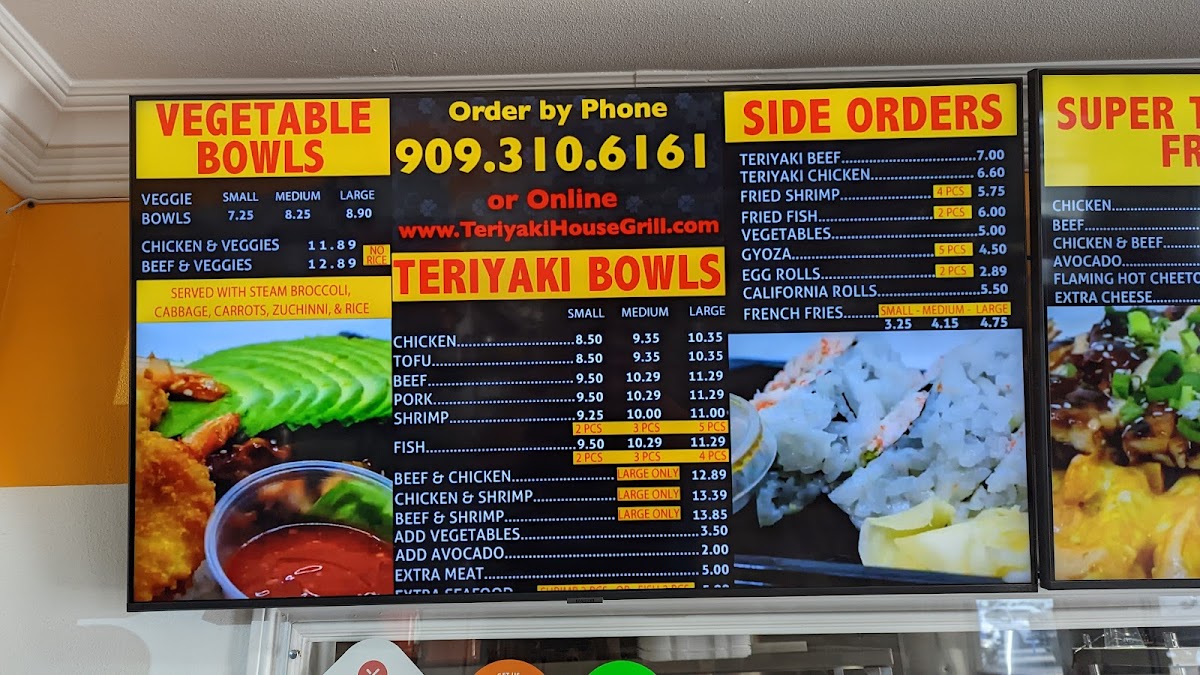 VEGETABLE
BOWLS
VEGGIE SMALL MEDIUM LARGE
BOWLS 7.25 8.25 8.90
CHICKEN & VEGGIES 11.89
BEEF & VEGGIES 12.89
NO
RICE
SERVED WITH STEAM BROCCOLI,
CABBAGE, CARROTS, ZUCHINNI, & RICE
Order by Phone
909.310.6161
or Online
www.TeriyakiHouseGrill.com
TERIYAKI BOWLS
SMALL MEDIUM LARGE
CHICKEN 8.50 9.35 10.35
TOFU 8.50 9.35 10.35
BEEF 9.50 10.29 11.29
PORK 9.50 10.29 11.29
SHRIMP 9.25 10.00 11.00
2 PCS 3 PCS 5 PCS
FISH 9.50 10.29 11.29
2 PCS 3 PCS 4 PCS
BEEF & CHICKEN LARGE ONLY 12.89
CHICKEN & SHRIMP LARGE ONLY 13.39
BEEF & SHRIMP LARGE ONLY 13.85
ADD VEGETABLES 3.50
ADD AVOCADO 2.00
EXTRA MEAT 5.00
EXTRA SEAFOOD
SIDE ORDERS
TERIYAKI BEEF 7.00
TERIYAKI CHICKEN 6.60
FRIED SHRIMP 4 PCS 5.75
FRIED FISH 2 PCS 6.00
VEGETABLES 5.00
GYOZA 5 PCS 4.50
EGG ROLLS 2 PCS 2.89
CALIFORNIA ROLLS 5.50
FRENCH FRIES SMALL - MEDIUM - LARGE
3.25 4.15 4.75
SUPER T
FR
CHICKEN
BEEF
CHICKEN & BEEF
AVOCADO
FLAMING HOT CHEETO
EXTRA CHEESE